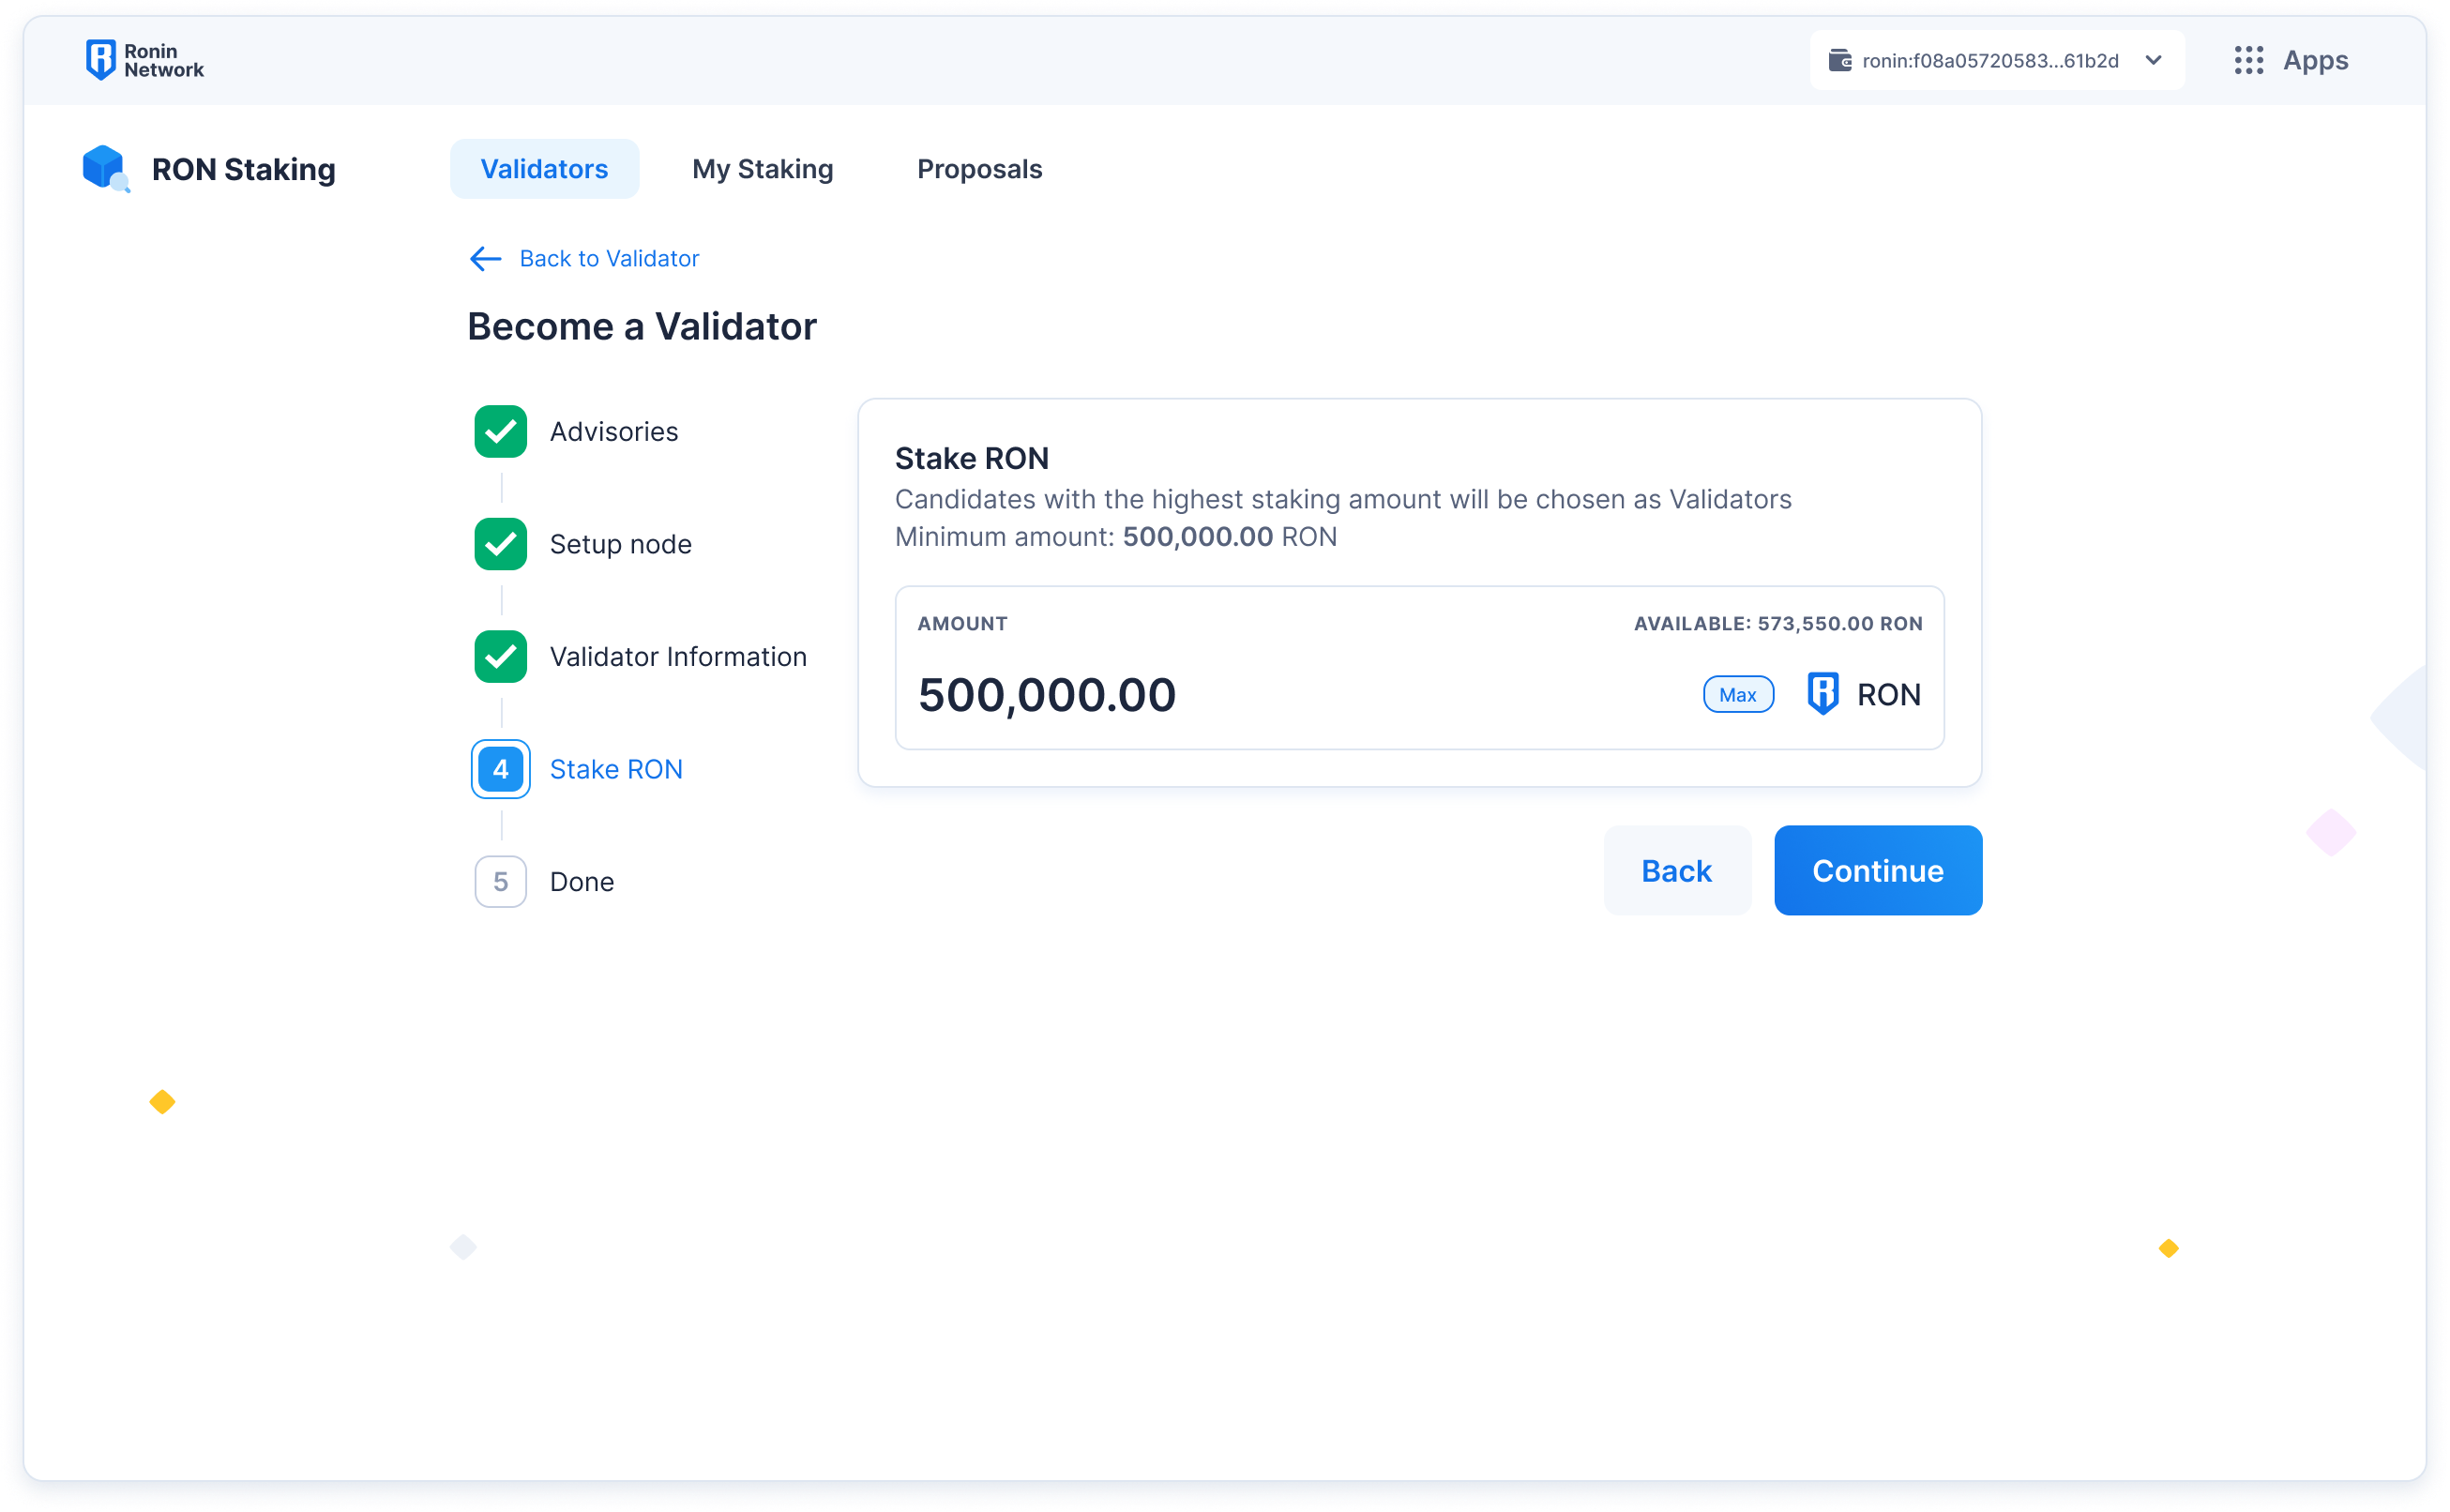 Ronin
Network
ronin:f08a05720583...61b2d
Apps
RON Staking
Validators
My Staking
Proposals
Back to Validator
Become a Validator
Advisories
Setup node
Validator Information
4
Stake RON
5
Done
Stake RON
Candidates with the highest staking amount will be chosen as Validators
Minimum amount: 500,000.00 RON
AMOUNT
AVAILABLE: 573,550.00 RON
500,000.00
Max
RON
Back
Continue